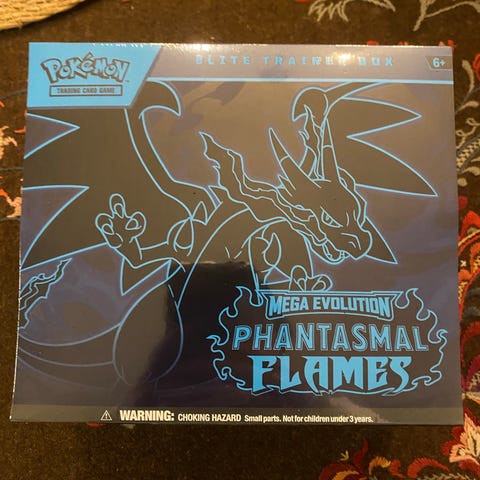 POKéMON
TRADING CARD GAME
ELITE TRAINER BOX
6+
MEGA EVOLUTION
PHANTASMAL
FLAMES
⚠ WARNING: CHOKING HAZARD Small parts. Not for children under 3 years.